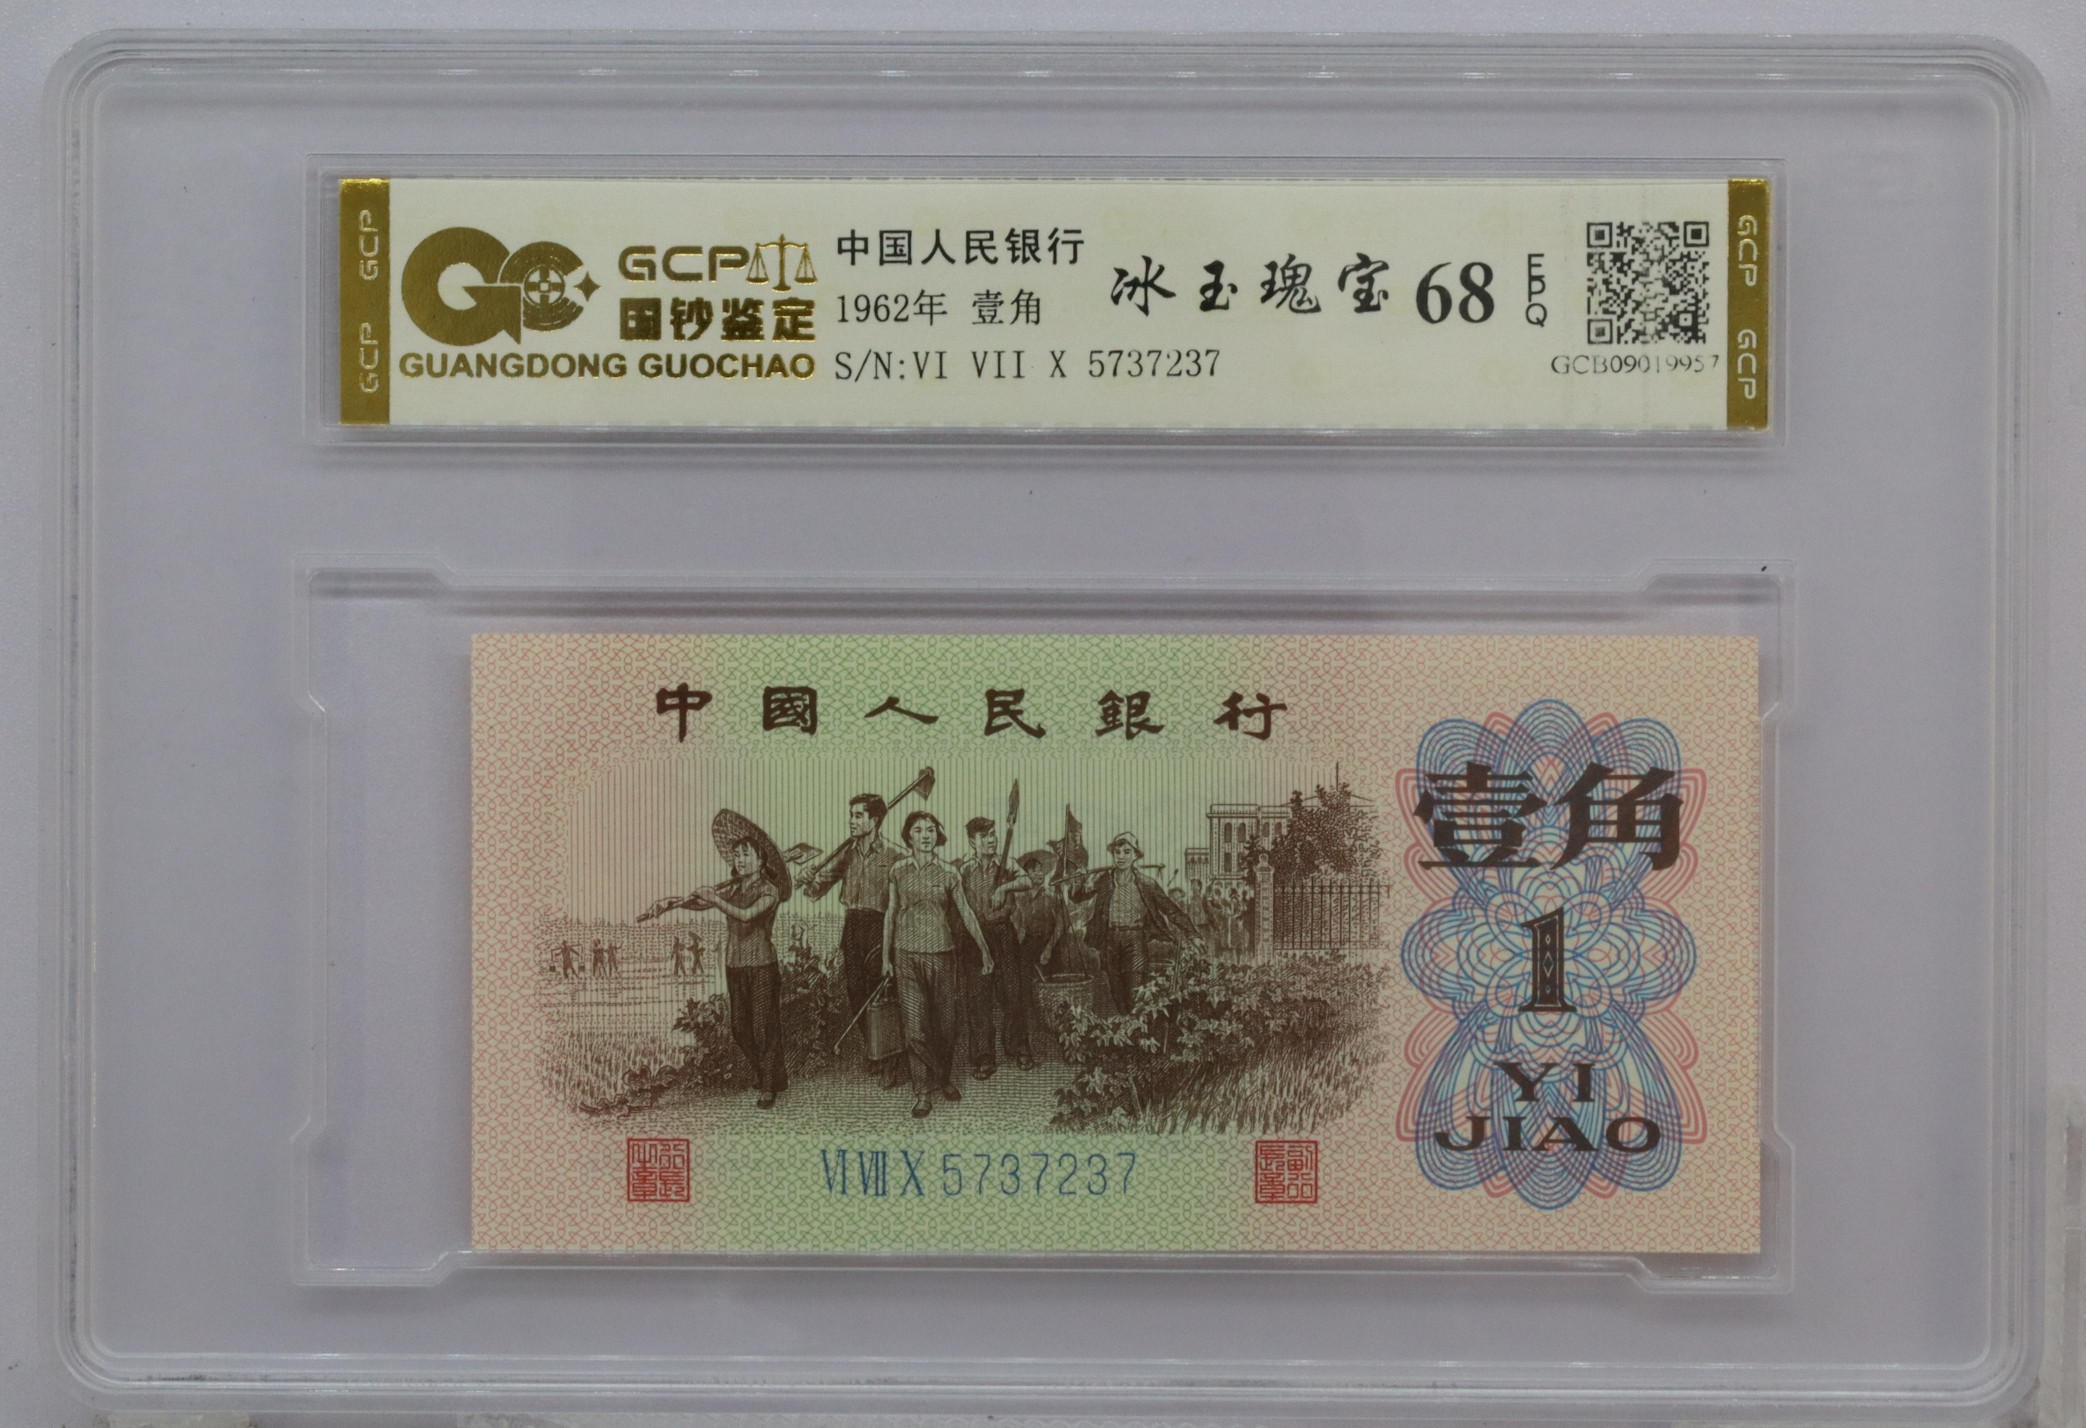 GCP GCP
GCP
国钞鉴定
GUANGDONG GUOCHAO
中国人民银行
1962年 壹角
S/N:VI VII X 5737237
冰玉瑰宝 68 EPQ
GCB09019957
GCP GCP
中國人民銀行
壹角
1
YI
JIAO
VI VII X 5737237